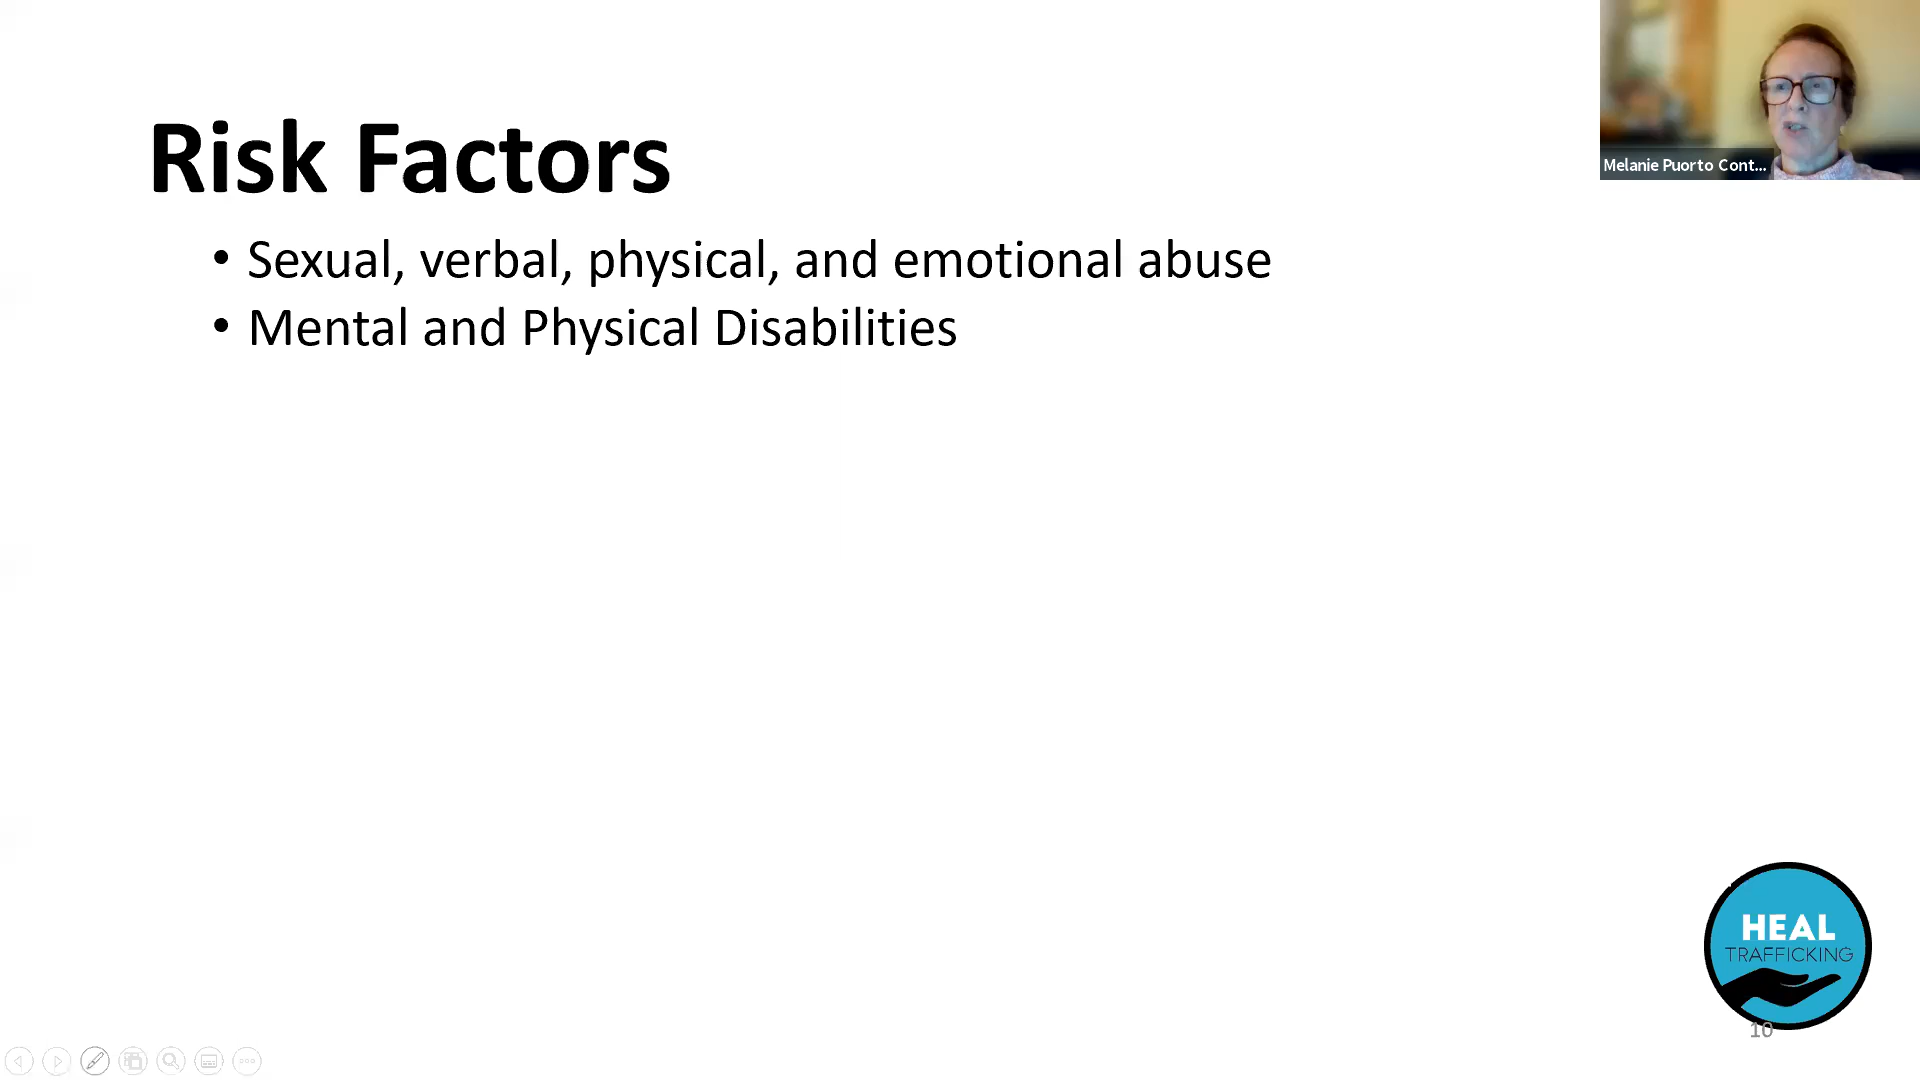 Melanie Puorto Cont...
Risk Factors
• Sexual, verbal, physical, and emotional abuse
• Mental and Physical Disabilities
HEAL
TRAFFICKING
10